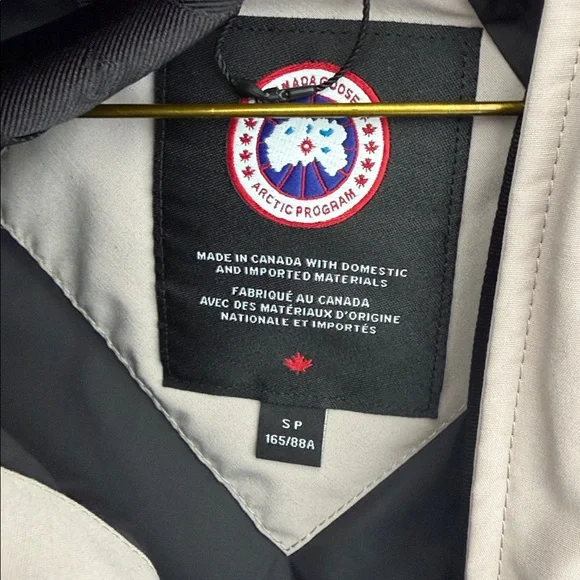 CANADA GOOSE
ARCTIC PROGRAM
MADE IN CANADA WITH DOMESTIC
AND IMPORTED MATERIALS
FABRIQUÉ AU CANADA
AVEC DES MATÉRIAUX D'ORIGINE
NATIONALE ET IMPORTÉS
SP
165/88A